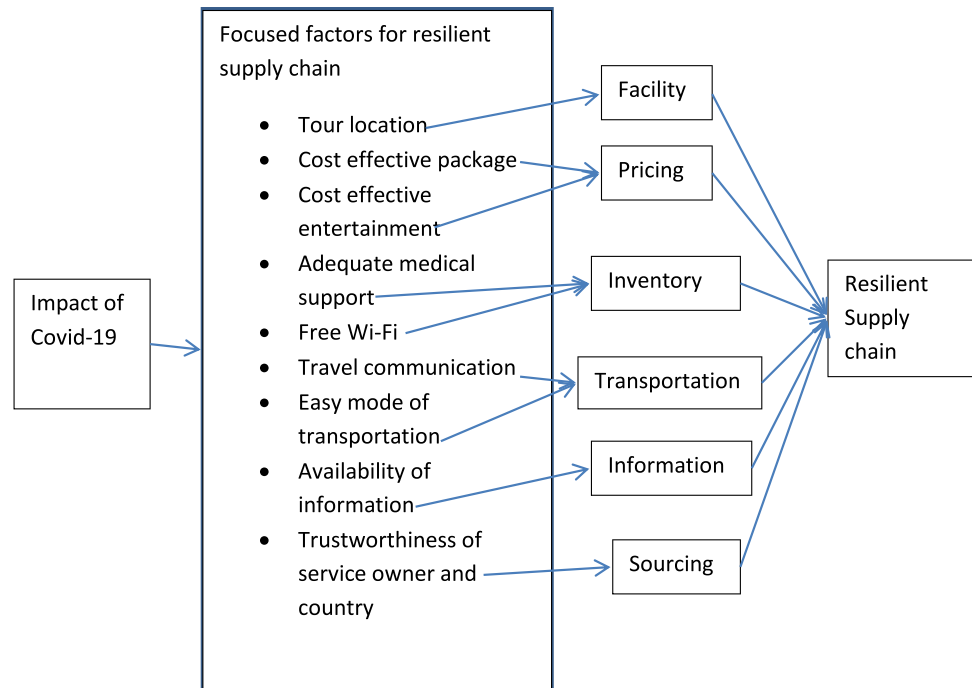 Impact of
Covid-19
Focused factors for resilient
supply chain
• Tour location
• Cost effective package
• Cost effective
entertainment
• Adequate medical
support
• Free Wi-Fi
• Travel communication
• Easy mode of
transportation
• Availability of
information
• Trustworthiness of
service owner and
country
Facility
Pricing
Inventory
Transportation
Information
Sourcing
Resilient
Supply
chain